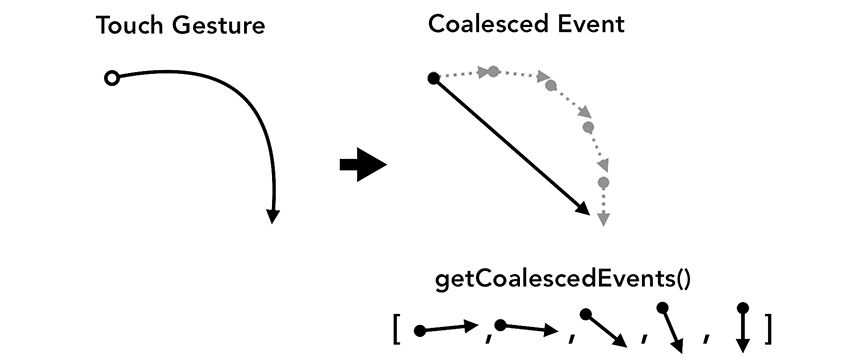 Touch Gesture
Coalesced Event
getCoalescedEvents()
[ , , , , ]